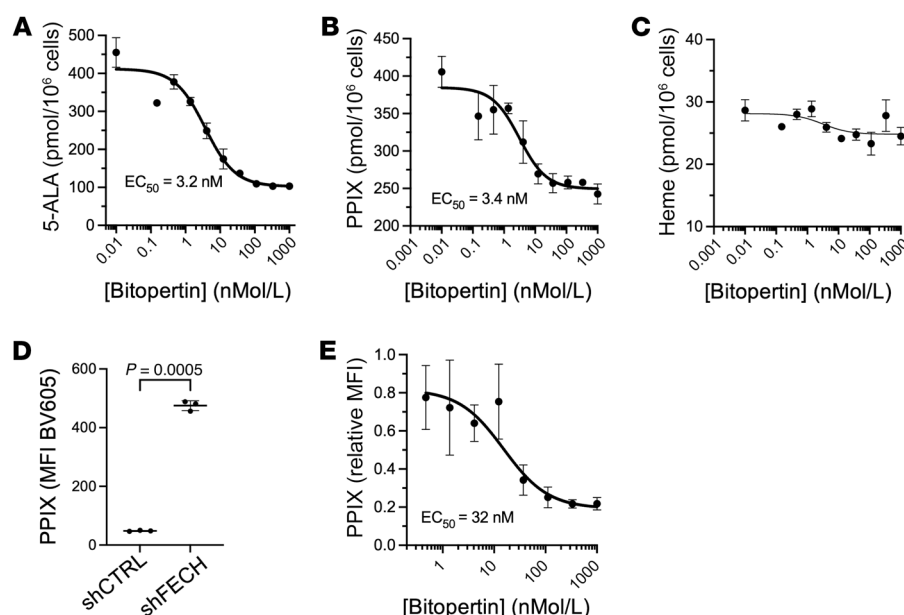 A
5-ALA (pmol/10⁶ cells)
500
400
300
200
100
0
EC₅₀ = 3.2 nM
0.01
0.1
1
10
100
1000
[Bitopertin] (nMol/L)
B
PPIX (pmol/10⁶ cells)
450
400
350
300
250
200
EC₅₀ = 3.4 nM
0.001
0.01
0.1
1
10
100
1000
[Bitopertin] (nMol/L)
C
Heme (pmol/10⁶ cells)
40
30
20
10
0.001
0.01
0.1
1
10
100
1000
[Bitopertin] (nMol/L)
D
PPIX (MFI BV605)
600
400
200
0
P = 0.0005
shCTRL
shFECH
E
PPIX (relative MFI)
1.0
0.8
0.6
0.4
0.2
0.0
EC₅₀ = 32 nM
1
10
100
1000
[Bitopertin] (nMol/L)